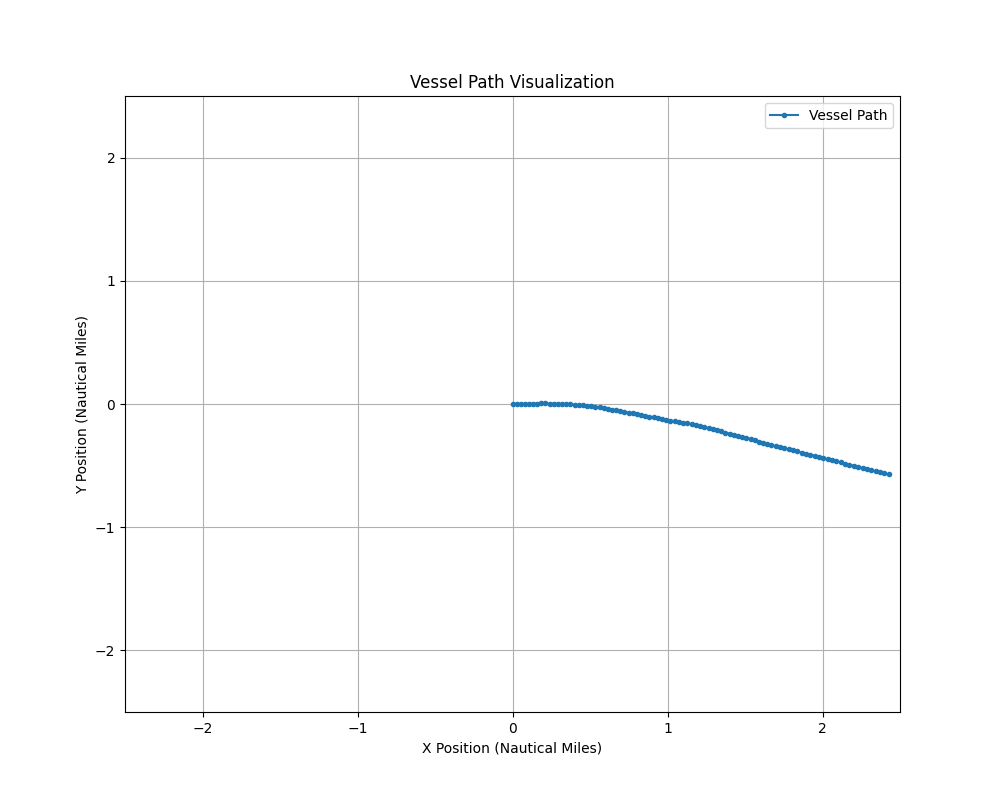 Vessel Path Visualization
Vessel Path
2
1
0
−1
−2
Y Position (Nautical Miles)
−2
−1
0
1
2
X Position (Nautical Miles)